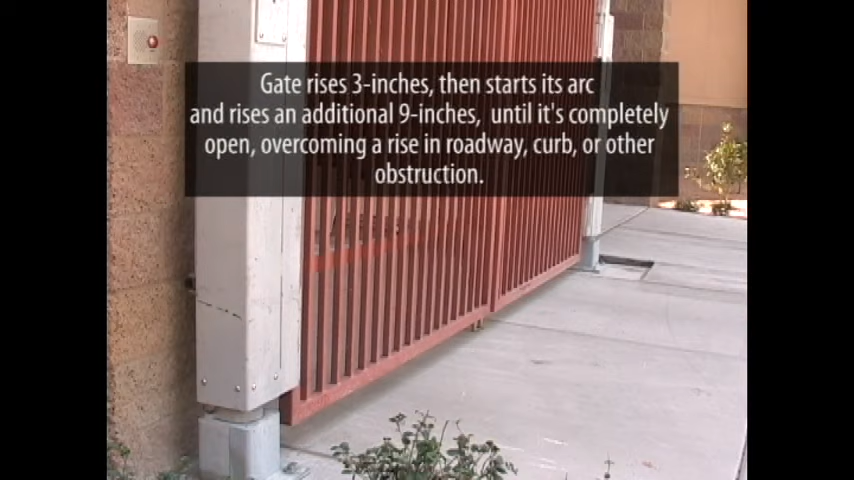 Gate rises 3-inches, then starts its arc
and rises an additional 9-inches, until it's completely
open, overcoming a rise in roadway, curb, or other
obstruction.